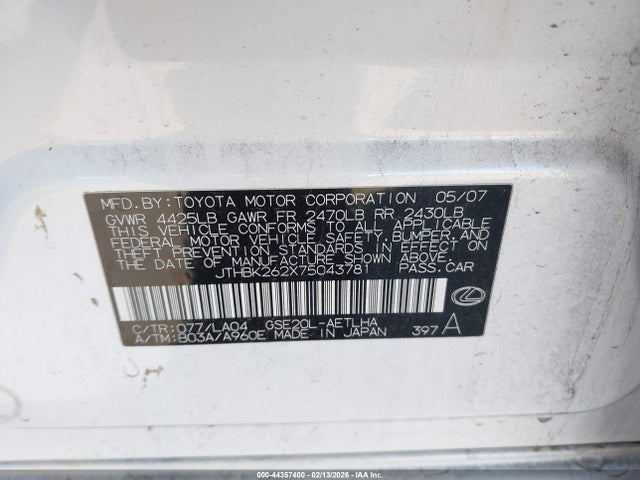 MFD.BY:TOYOTA MOTOR CORPORATION 05/07
GVWR 4425LB GAWR FR 2470LB RR 2430LB
THIS VEHICLE CONFORMS TO ALL APPLICABLE
FEDERAL MOTOR VEHICLE SAFETY, BUMPER, AND
THEFT PREVENTION STANDARDS IN EFFECT ON
THE DATE OF MANUFACTURE SHOWN ABOVE.
JTHBK262X75043781 PASS.CAR
C/TR:077/LA04 GSE20L-AETLHA
A/TM:B03A/A960E MADE IN JAPAN 397 A
000-44357400 - 02/13/2026 - IAA Inc.